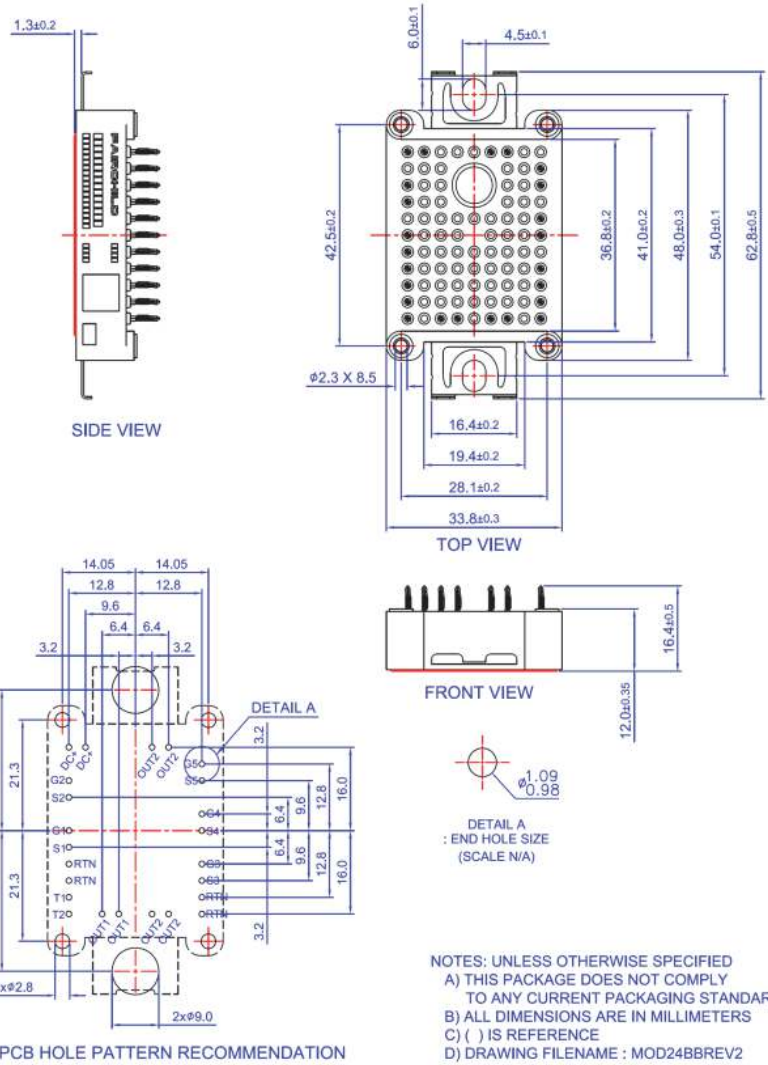 1.3±0.2
FAIRCHILD
SIDE VIEW
6.0±0.1
4.5±0.1
42.5±0.2
36.8±0.2
41.0±0.2
48.0±0.3
54.0±0.1
62.8±0.5
φ2.3 X 8.5
16.4±0.2
19.4±0.2
28.1±0.2
33.8±0.3
TOP VIEW
14.05 14.05
12.8 12.8
9.6
6.4 6.4
3.2 3.2
DETAIL A
DC+ DC+ OUT2 OUT2
G5
S5
G2
S2
G4
G1
S4
S1
RTN
G3
RTN
S3
T1
RTN
T2
RTN
OUT1 OUT1 OUT2 OUT2
21.3
21.3
3.2
6.4
9.6
12.8
16.0
6.4
9.6
12.8
16.0
3.2
xφ2.8
2xφ9.0
PCB HOLE PATTERN RECOMMENDATION
16.4±0.5
12.0±0.35
FRONT VIEW
φ1.09
0.98
DETAIL A
: END HOLE SIZE
(SCALE N/A)
NOTES: UNLESS OTHERWISE SPECIFIED
A) THIS PACKAGE DOES NOT COMPLY
TO ANY CURRENT PACKAGING STANDAR
B) ALL DIMENSIONS ARE IN MILLIMETERS
C) ( ) IS REFERENCE
D) DRAWING FILENAME : MOD24BBREV2